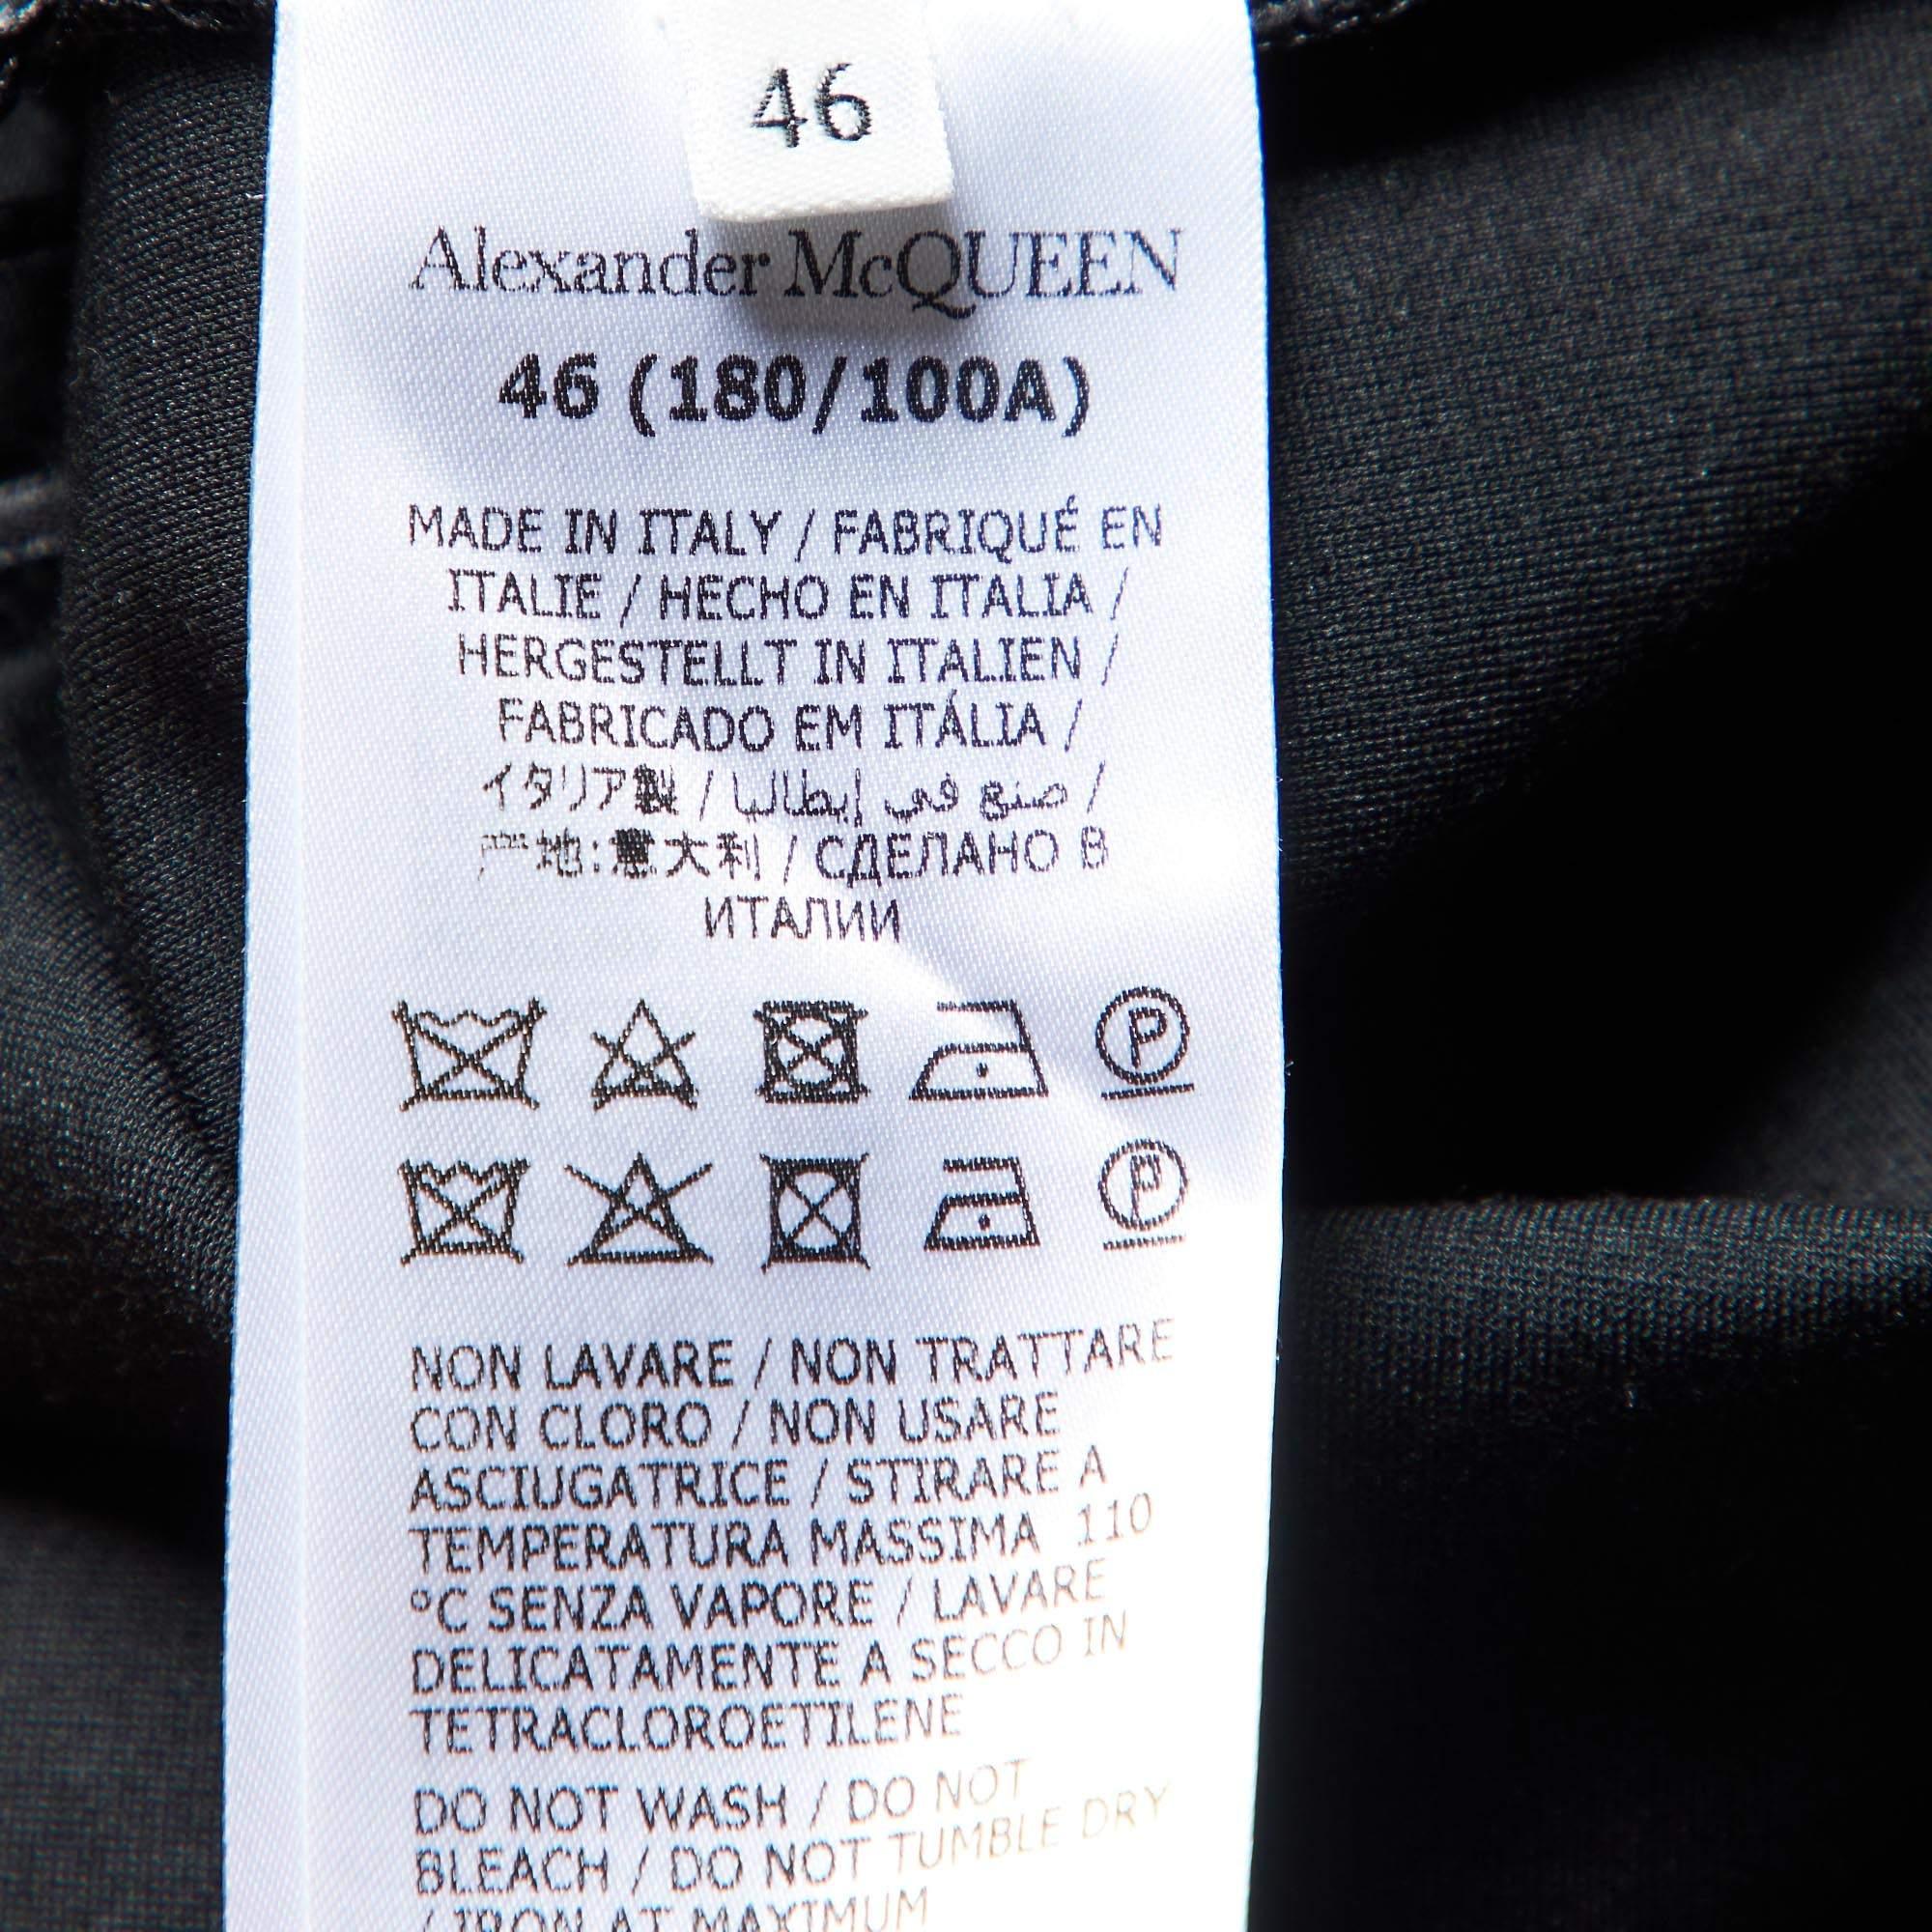 46
Alexander McQUEEN
46 (180/100A)
MADE IN ITALY / FABRIQUÉ EN
ITALIE / HECHO EN ITALIA /
HERGESTELLT IN ITALIEN /
FABRICADO EM ITÁLIA /
イタリア製 / صنع في إيطاليا /
产地:意大利 / СДЕЛАНО В
ИТАЛИИ
P
P
NON LAVARE / NON TRATTARE
CON CLORO / NON USARE
ASCIUGATRICE / STIRARE A
TEMPERATURA MASSIMA 110
°C SENZA VAPORE / LAVARE
DELICATAMENTE A SECCO IN
TETRACLOROETILENE
DO NOT WASH / DO NOT
BLEACH / DO NOT TUMBLE DRY
/ IRON AT MAXIMUM